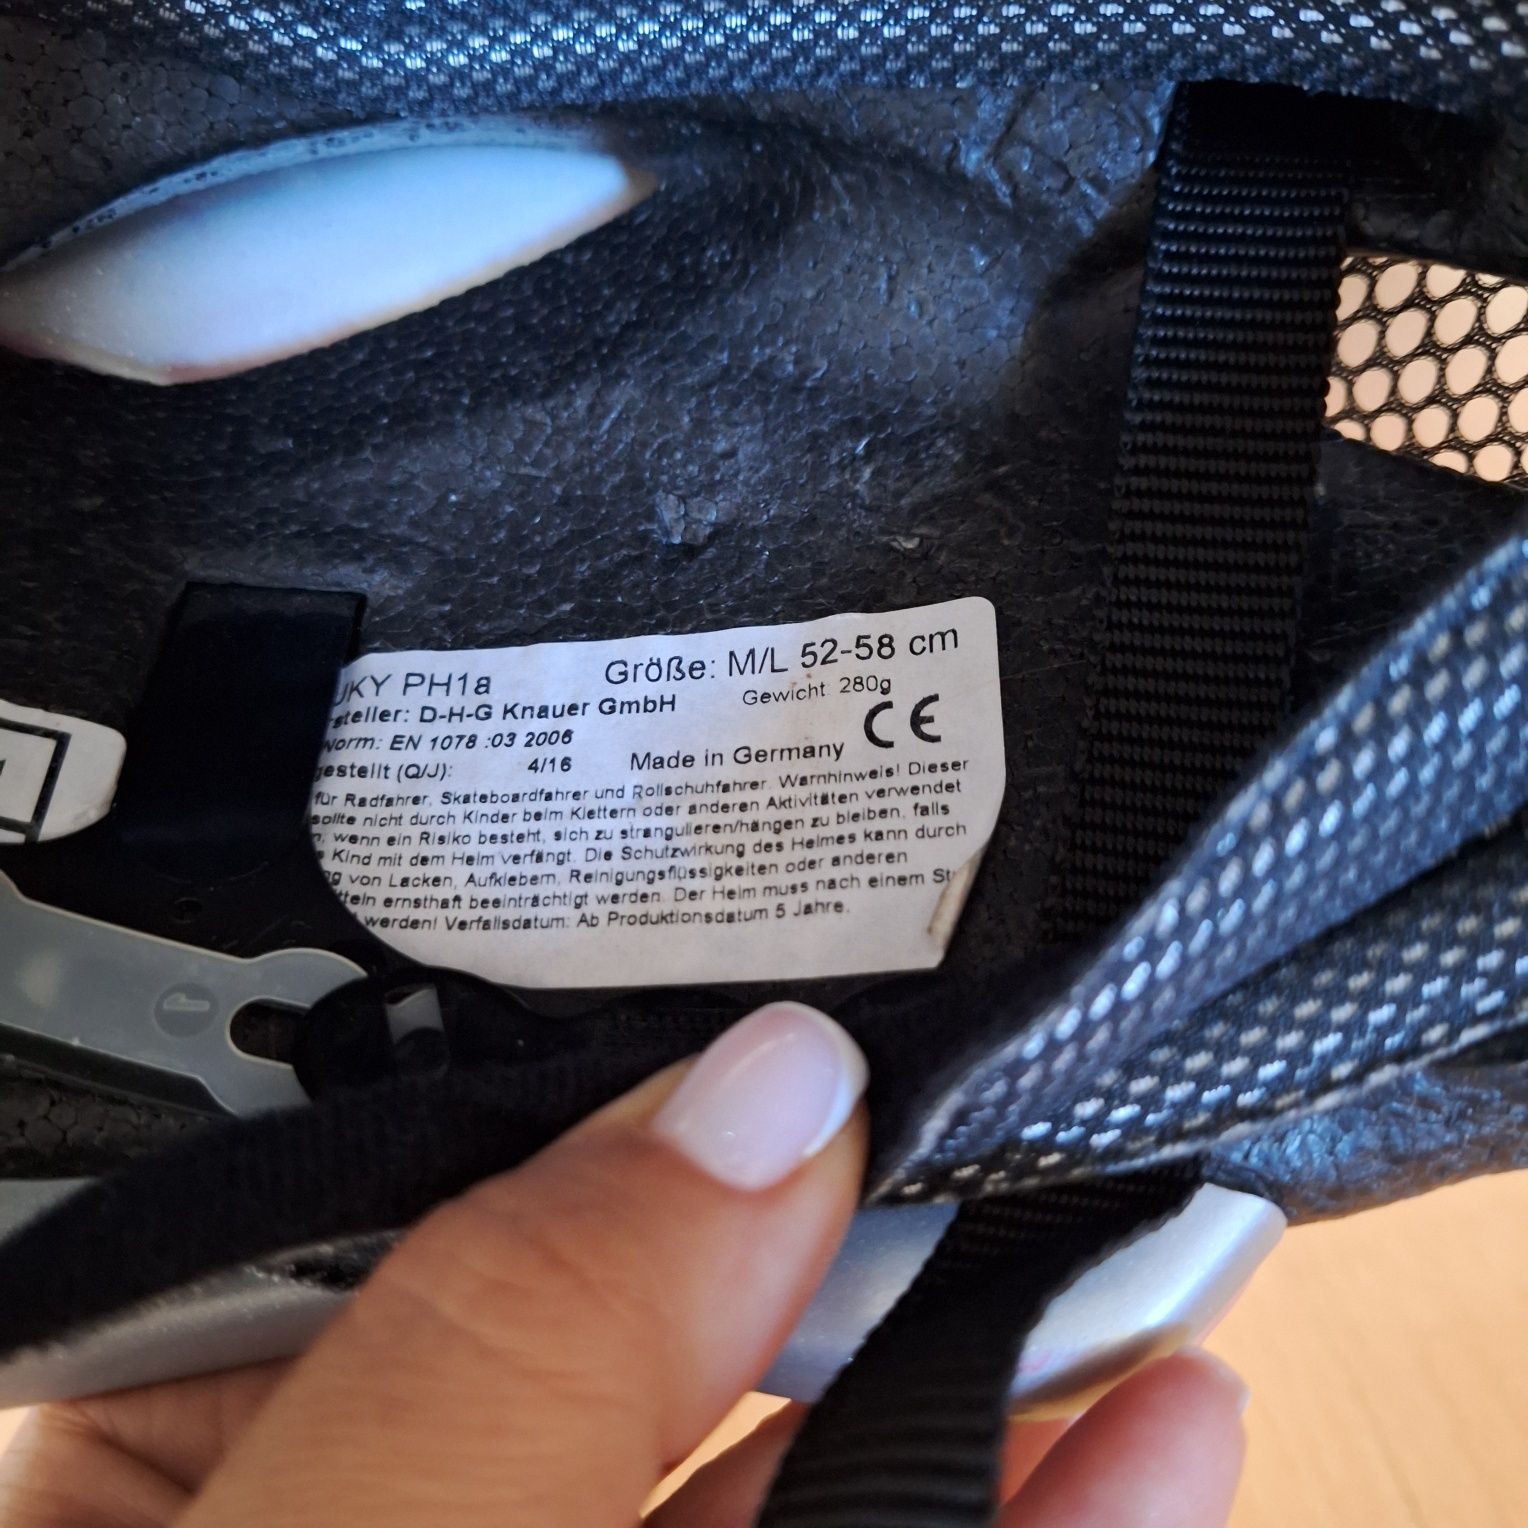 UKY PH1a Größe: M/L 52-58 cm
steller: D-H-G Knauer GmbH Gewicht: 280g
Norm: EN 1078 :03 2006 CE
gestellt (Q/J): 4/16 Made in Germany
für Radfahrer, Skateboardfahrer und Rollschuhfahrer. Warnhinweis! Dieser
sollte nicht durch Kinder beim Klettern oder anderen Aktivitäten verwendet
n, wenn ein Risiko besteht, sich zu strangulieren/hängen zu bleiben, falls
Kind mit dem Helm verfängt. Die Schutzwirkung des Helmes kann durch
g von Lacken, Aufklebern, Reinigungsflüssigkeiten oder anderen
tteln ernsthaft beeinträchtigt werden. Der Helm muss nach einem St
werden! Verfallsdatum: Ab Produktionsdatum 5 Jahre.
1